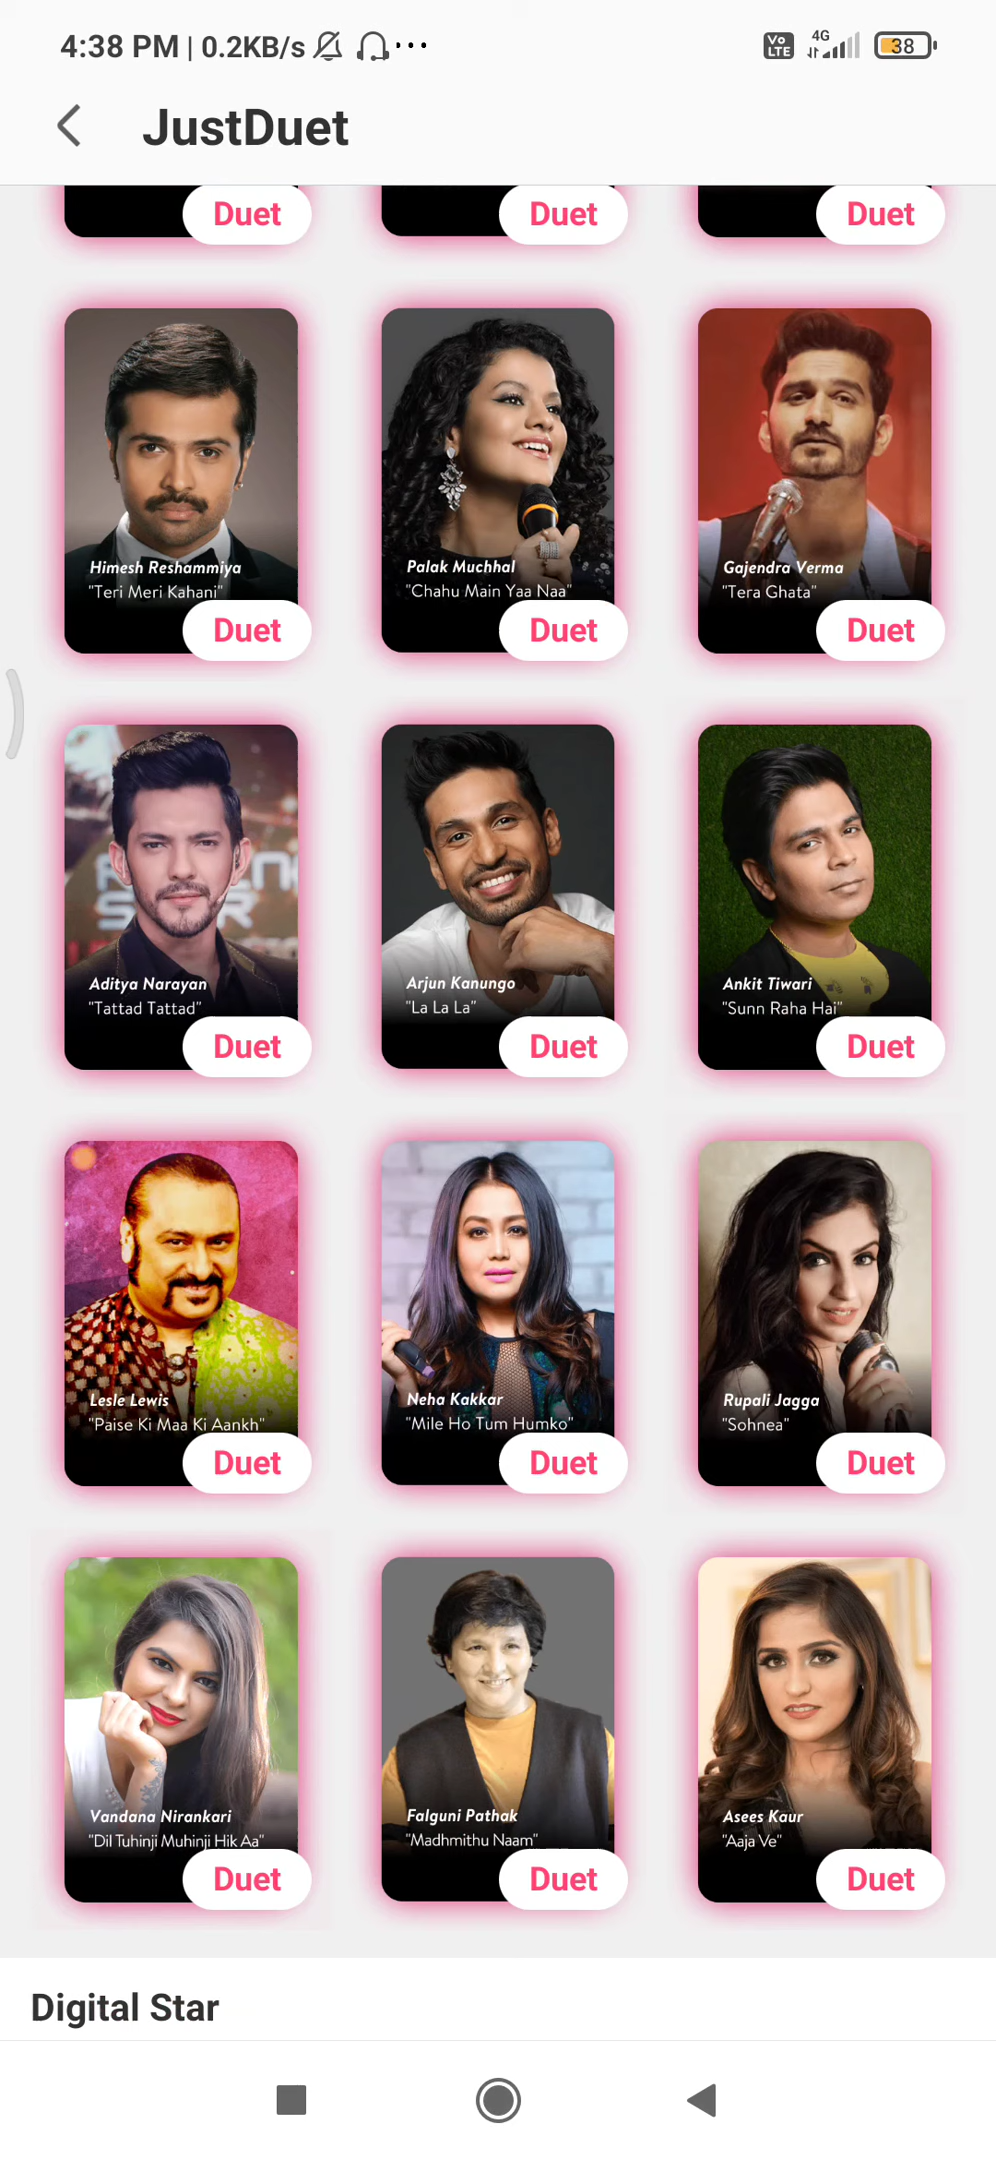 4:38 PM | 0.2KB/s ...
Vo LTE 4G 38
JustDuet
Duet Duet Duet
Himesh Reshammiya
"Teri Meri Kahani"
Duet
Palak Muchhal
"Chahu Main Yaa Naa"
Duet
Gajendra Verma
"Tera Ghata"
Duet
Aditya Narayan
"Tattad Tattad"
Duet
Arjun Kanungo
"La La La"
Duet
Ankit Tiwari
"Sunn Raha Hai"
Duet
Lesle Lewis
"Paise Ki Maa Ki Aankh"
Duet
Neha Kakkar
"Mile Ho Tum Humko"
Duet
Rupali Jagga
"Sohnea"
Duet
Vandana Nirankari
"Dil Tuhinji Muhinji Hik Aa"
Duet
Falguni Pathak
"Madhmithu Naam"
Duet
Asees Kaur
"Aaja Ve"
Duet
Digital Star